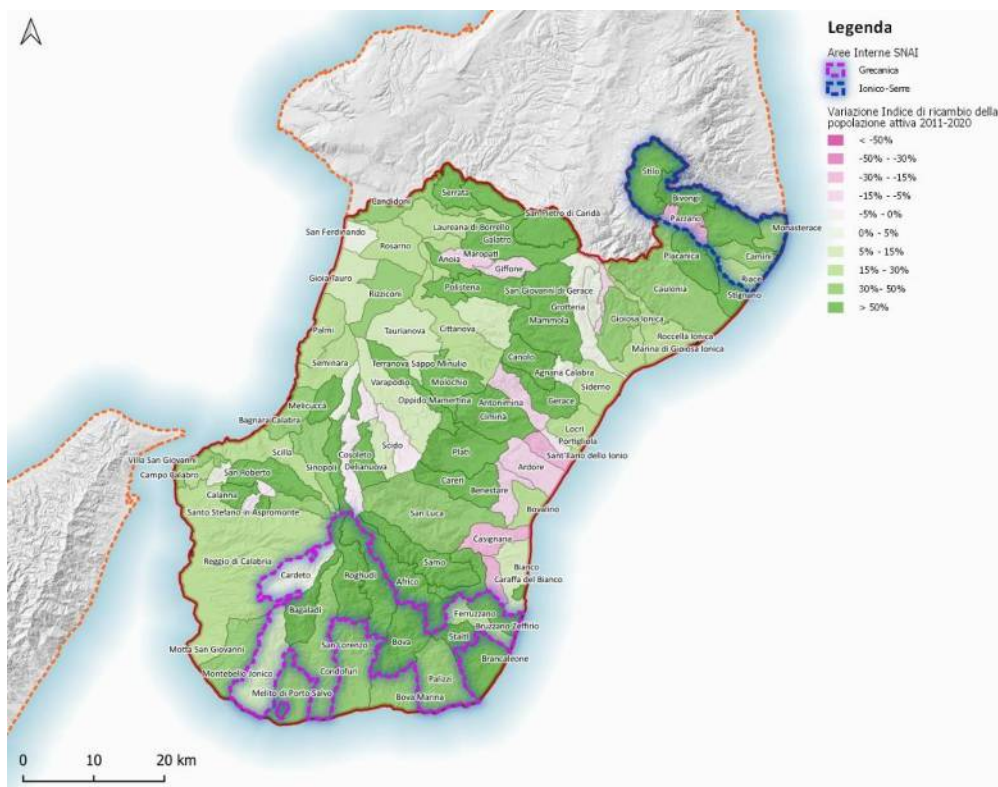 Legenda
Aree Interne SNAI
Grecanica
Ionico-Serre
Variazione Indice di ricambio della
popolazione attiva 2011-2020
< -50%
-50% - -30%
-30% - -15%
-15% - -5%
-5% - 0%
0% - 5%
5% - 15%
15% - 30%
30%- 50%
> 50%
Stilo
Bivongi
Pazzano
Monasterace
Camini
Riace
Stignano
Placanica
Caulonia
Serrata
Candidoni
San Pietro di Caridà
San Ferdinando
Laureana di Borrello
Rosarno
Galatro
Maropati
Anoia
Giffone
Gioia Tauro
Rizziconi
Polistena
San Giovanni di Gerace
Grotteria
Mammola
Gioiosa Ionica
Roccella Ionica
Marina di Gioiosa Ionica
Palmi
Taurianova
Cittanova
Seminara
Terranova Sappo Minulio
Canolo
Agnana Calabra
Siderno
Varapodio
Molochio
Oppido Mamertina
Antonimina
Gerace
Ciminà
Melicuccà
Bagnara Calabra
Locri
Portigliola
Sant'Ilario dello Ionio
Scido
Platì
Ardore
Villa San Giovanni
Scilla
Cosoleto
Campo Calabro
San Roberto
Sinopoli
Delianuova
Careri
Benestare
Calanna
Bovalino
Santo Stefano in Aspromonte
San Luca
Casignana
Reggio di Calabria
Cardeto
Roghudi
Africo
Samo
Bianco
Caraffa del Bianco
Bagaladi
Ferruzzano
Bruzzano Zeffirio
Motta San Giovanni
San Lorenzo
Bova
Staiti
Brancaleone
Montebello Jonico
Condofuri
Palizzi
Melito di Porto Salvo
Bova Marina
0 10 20 km